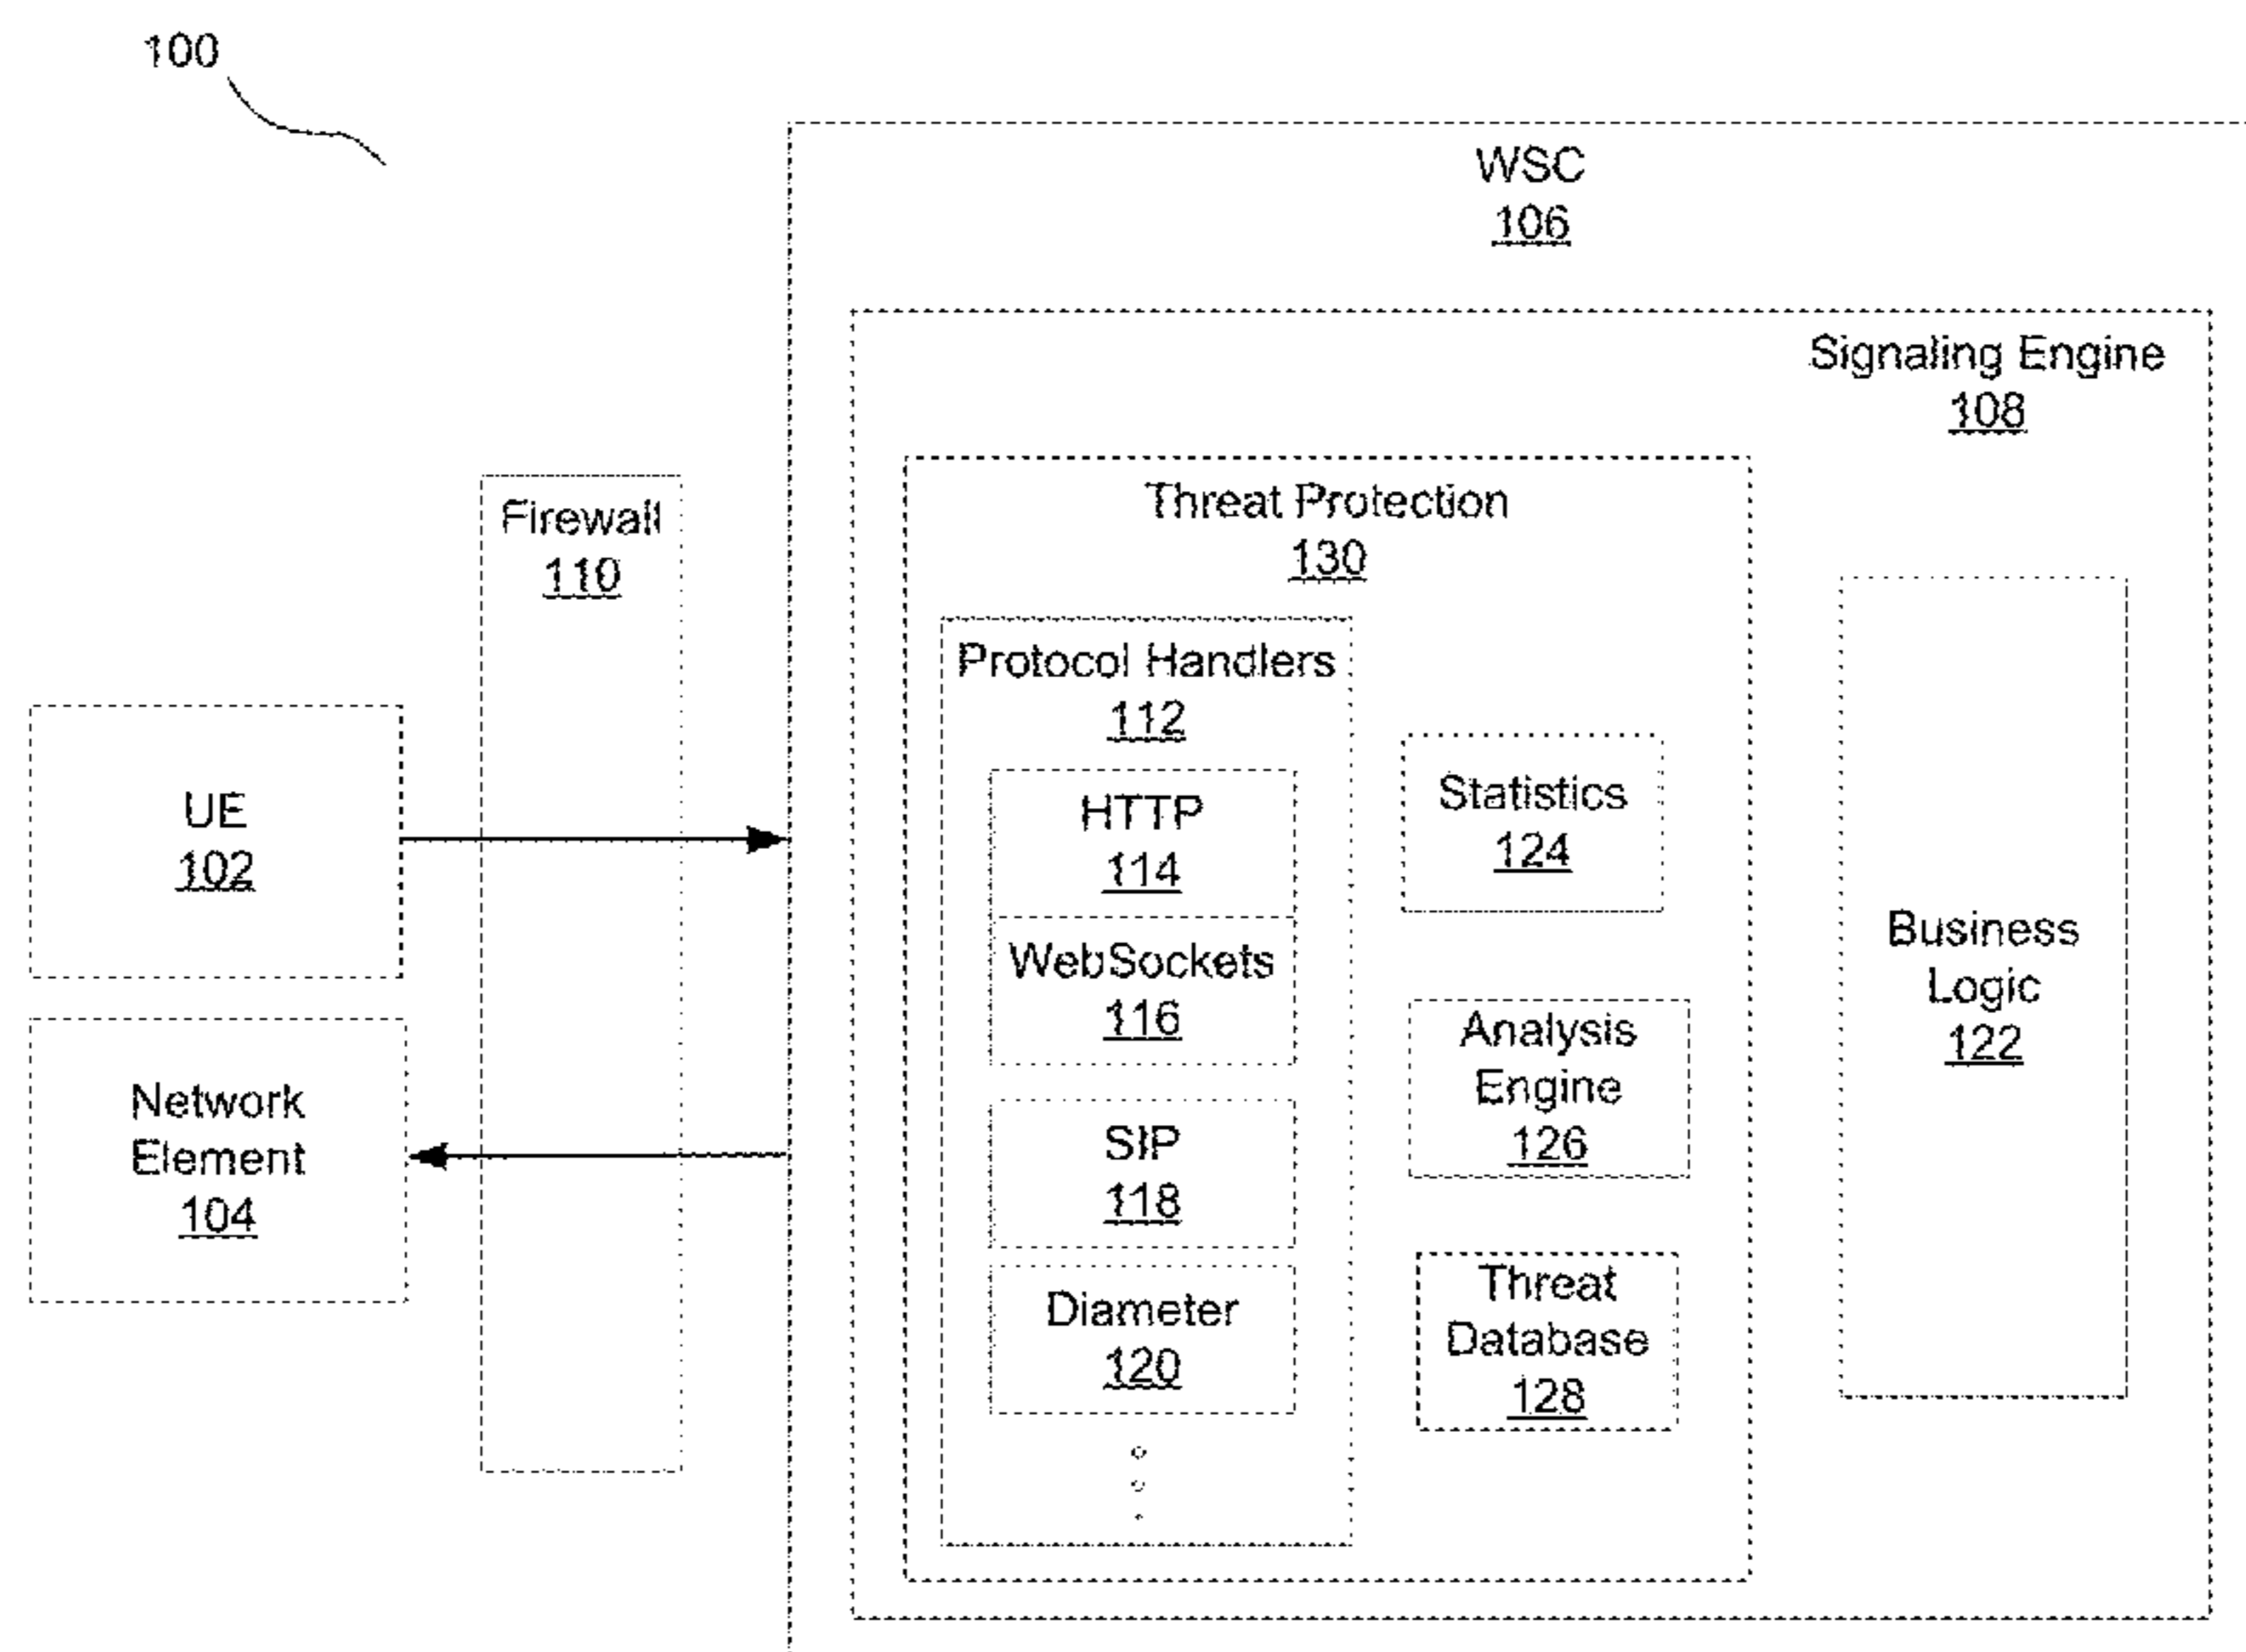 100
WSC
106
Signaling Engine
108
Threat Protection
130
Firewall
110
Protocol Handlers
112
HTTP
114
WebSockets
116
SIP
118
Diameter
120
Statistics
124
Analysis
Engine
126
Threat
Database
128
Business
Logic
122
UE
102
Network
Element
104